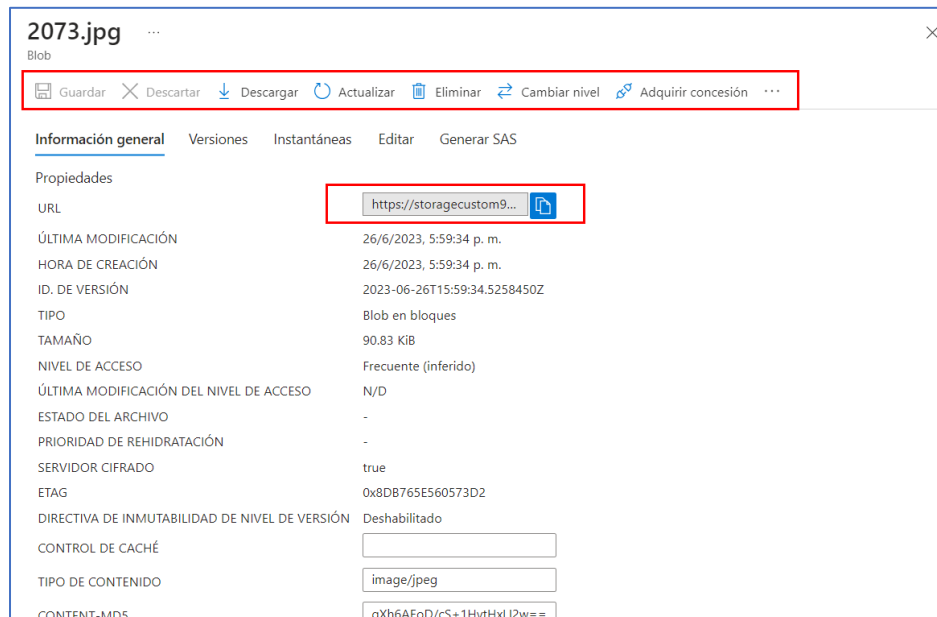 2073.jpg ...
Blob
Guardar Descartar Descargar Actualizar Eliminar Cambiar nivel Adquirir concesión ...
Información general Versiones Instantáneas Editar Generar SAS
Propiedades
URL https://storagecustom9...
ÚLTIMA MODIFICACIÓN 26/6/2023, 5:59:34 p. m.
HORA DE CREACIÓN 26/6/2023, 5:59:34 p. m.
ID. DE VERSIÓN 2023-06-26T15:59:34.5258450Z
TIPO Blob en bloques
TAMAÑO 90.83 KiB
NIVEL DE ACCESO Frecuente (inferido)
ÚLTIMA MODIFICACIÓN DEL NIVEL DE ACCESO N/D
ESTADO DEL ARCHIVO -
PRIORIDAD DE REHIDRATACIÓN -
SERVIDOR CIFRADO true
ETAG 0x8DB765E560573D2
DIRECTIVA DE INMUTABILIDAD DE NIVEL DE VERSIÓN Deshabilitado
CONTROL DE CACHÉ
TIPO DE CONTENIDO image/jpeg
CONTENT-MD5